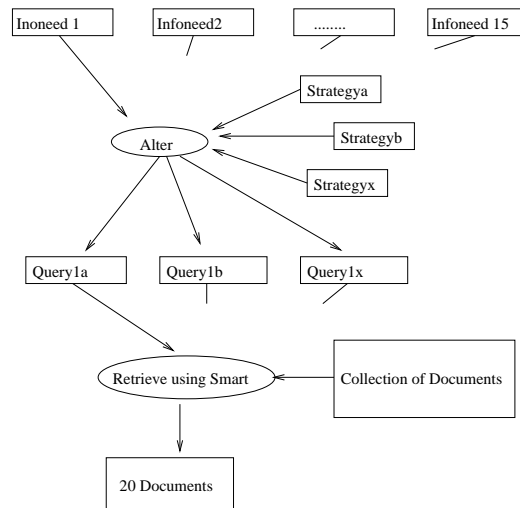 Inoneed 1
Infoneed2
........
Infoneed 15
Strategya
Strategyb
Alter
Strategyx
Query1a
Query1b
Query1x
Retrieve using Smart
Collection of Documents
20 Documents